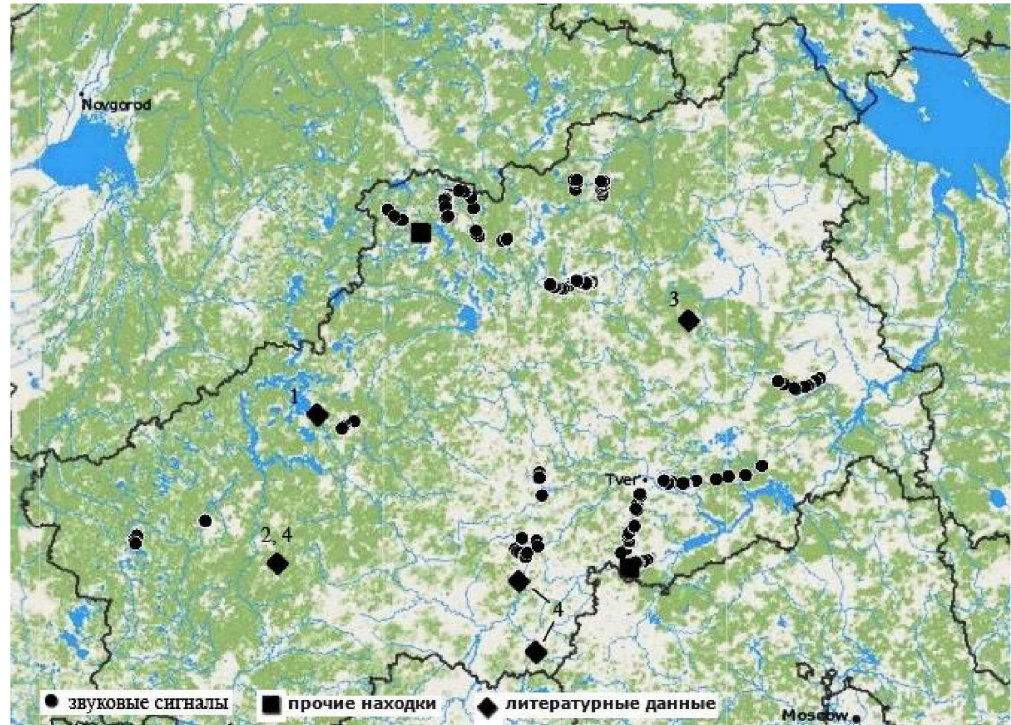 Novgorod
3
1
Tver
2, 4
4
звуковые сигналы
прочие находки
литературные данные
Moscow